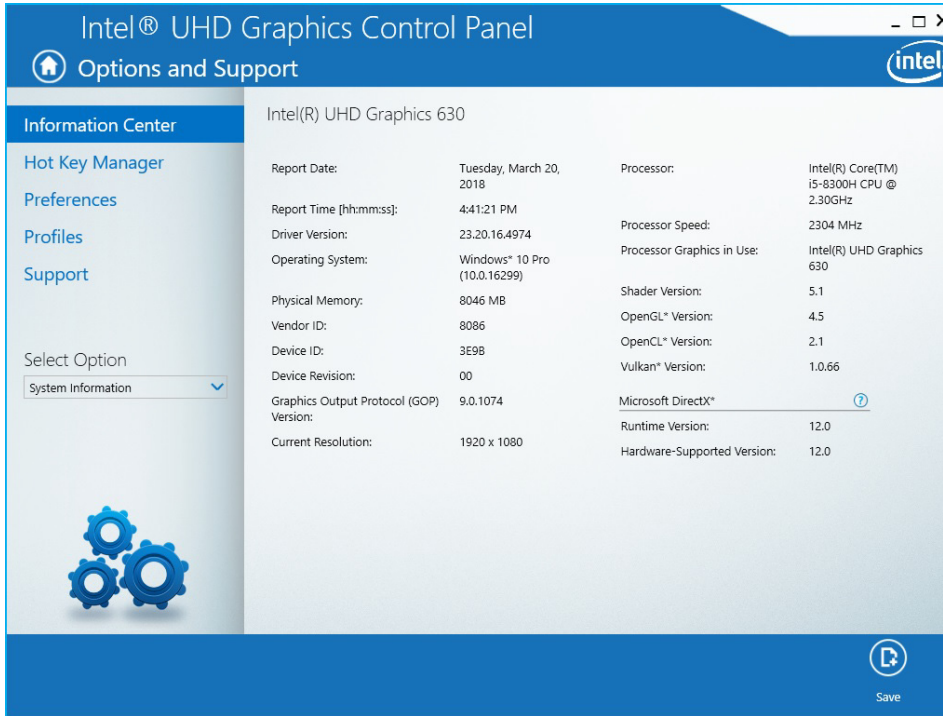 Intel® UHD Graphics Control Panel
Options and Support
intel
Information Center
Hot Key Manager
Preferences
Profiles
Support
Select Option
System Information
Intel(R) UHD Graphics 630
Report Date: Tuesday, March 20,
2018
Report Time [hh:mm:ss]: 4:41:21 PM
Driver Version: 23.20.16.4974
Operating System: Windows* 10 Pro
(10.0.16299)
Physical Memory: 8046 MB
Vendor ID: 8086
Device ID: 3E9B
Device Revision: 00
Graphics Output Protocol (GOP) 9.0.1074
Version:
Current Resolution: 1920 x 1080
Processor: Intel(R) Core(TM)
i5-8300H CPU @
2.30GHz
Processor Speed: 2304 MHz
Processor Graphics in Use: Intel(R) UHD Graphics
630
Shader Version: 5.1
OpenGL* Version: 4.5
OpenCL* Version: 2.1
Vulkan* Version: 1.0.66
Microsoft DirectX* ?
Runtime Version: 12.0
Hardware-Supported Version: 12.0
Save